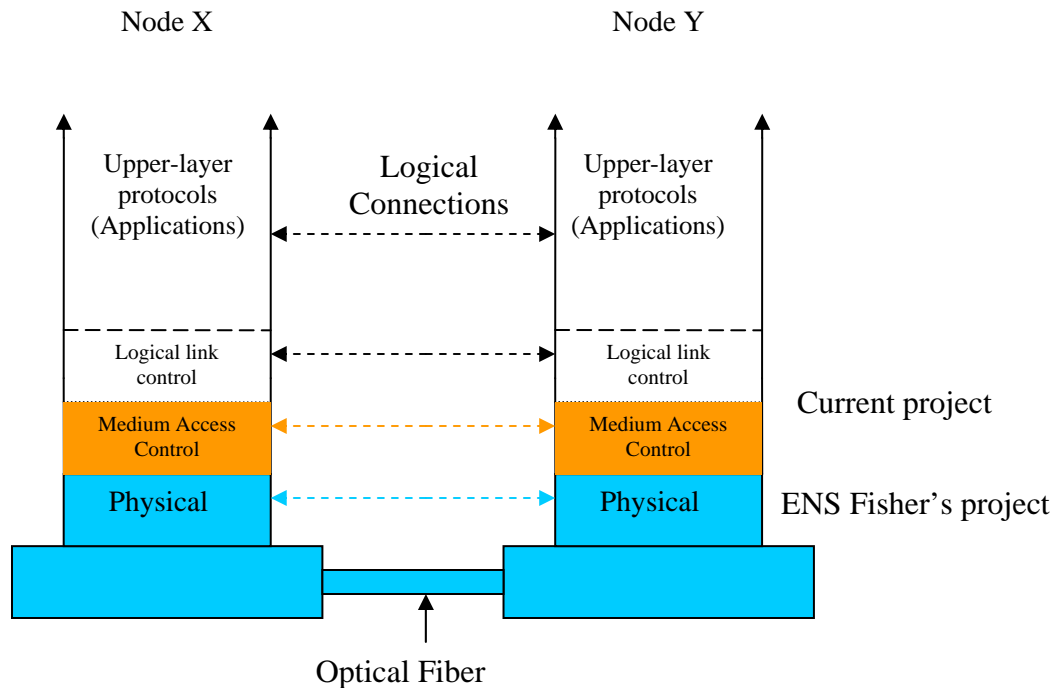 Node X
Node Y
Upper-layer
protocols
(Applications)
Logical
Connections
Upper-layer
protocols
(Applications)
Logical link
control
Logical link
control
Medium Access
Control
Medium Access
Control
Current project
Physical
Physical
ENS Fisher’s project
Optical Fiber